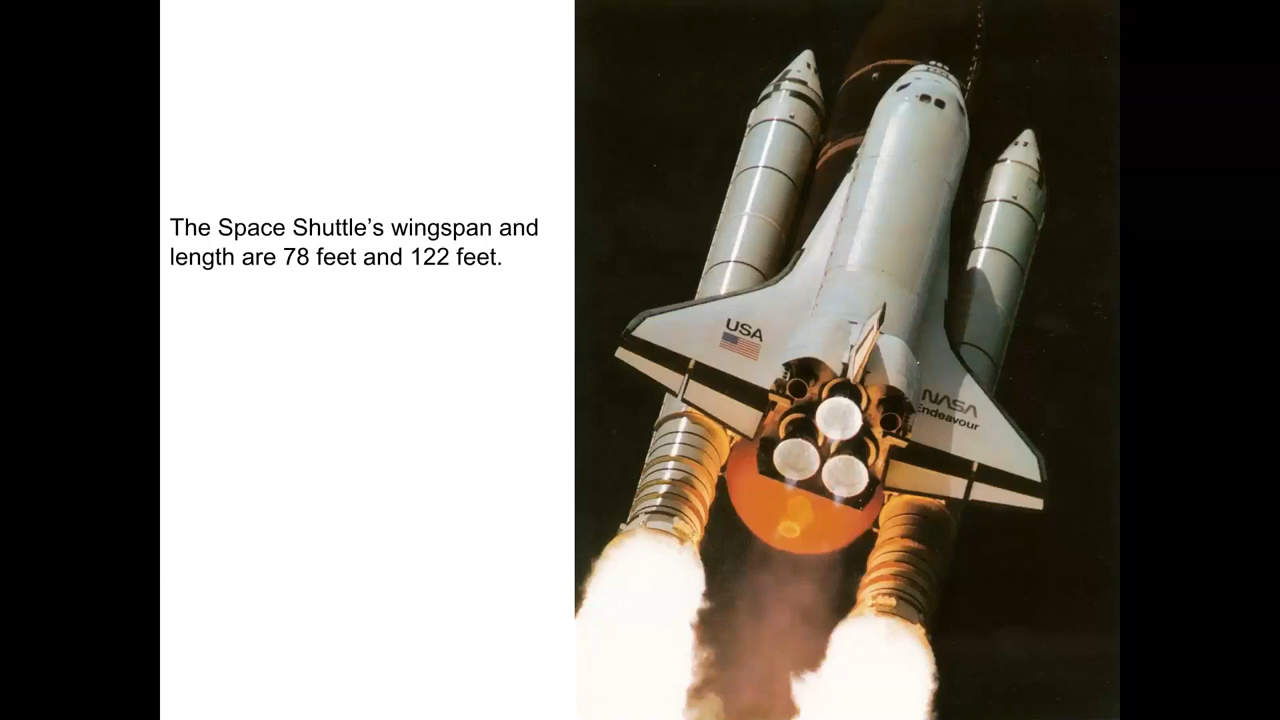 The Space Shuttle’s wingspan and
length are 78 feet and 122 feet.
USA
NASA
Endeavour